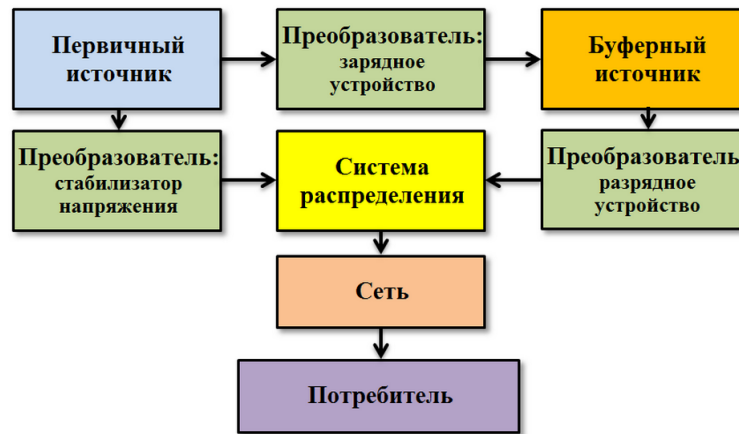 Первичный
источник
Преобразователь:
зарядное
устройство
Буферный
источник
Преобразователь:
стабилизатор
напряжения
Система
распределения
Преобразователь
разрядное
устройство
Сеть
Потребитель